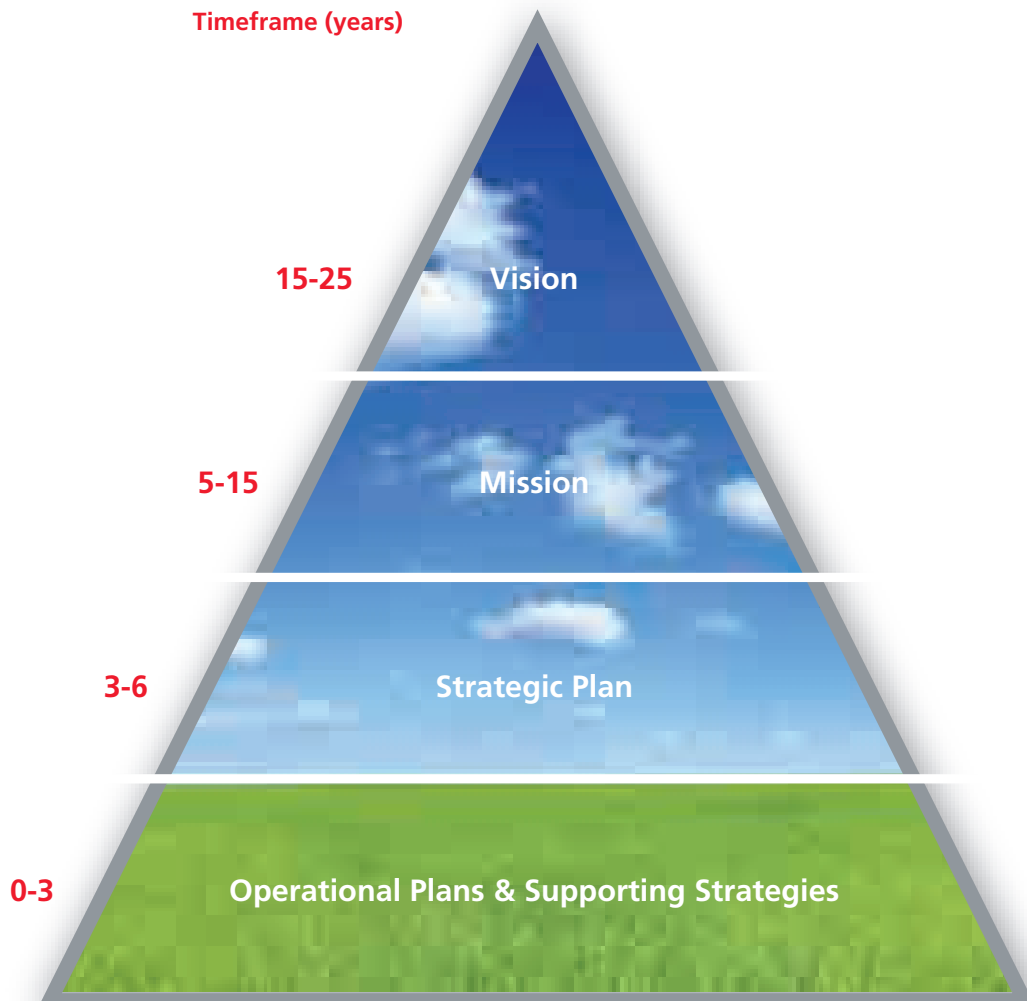 Timeframe (years)
15-25
Vision
5-15
Mission
3-6
Strategic Plan
0-3
Operational Plans & Supporting Strategies